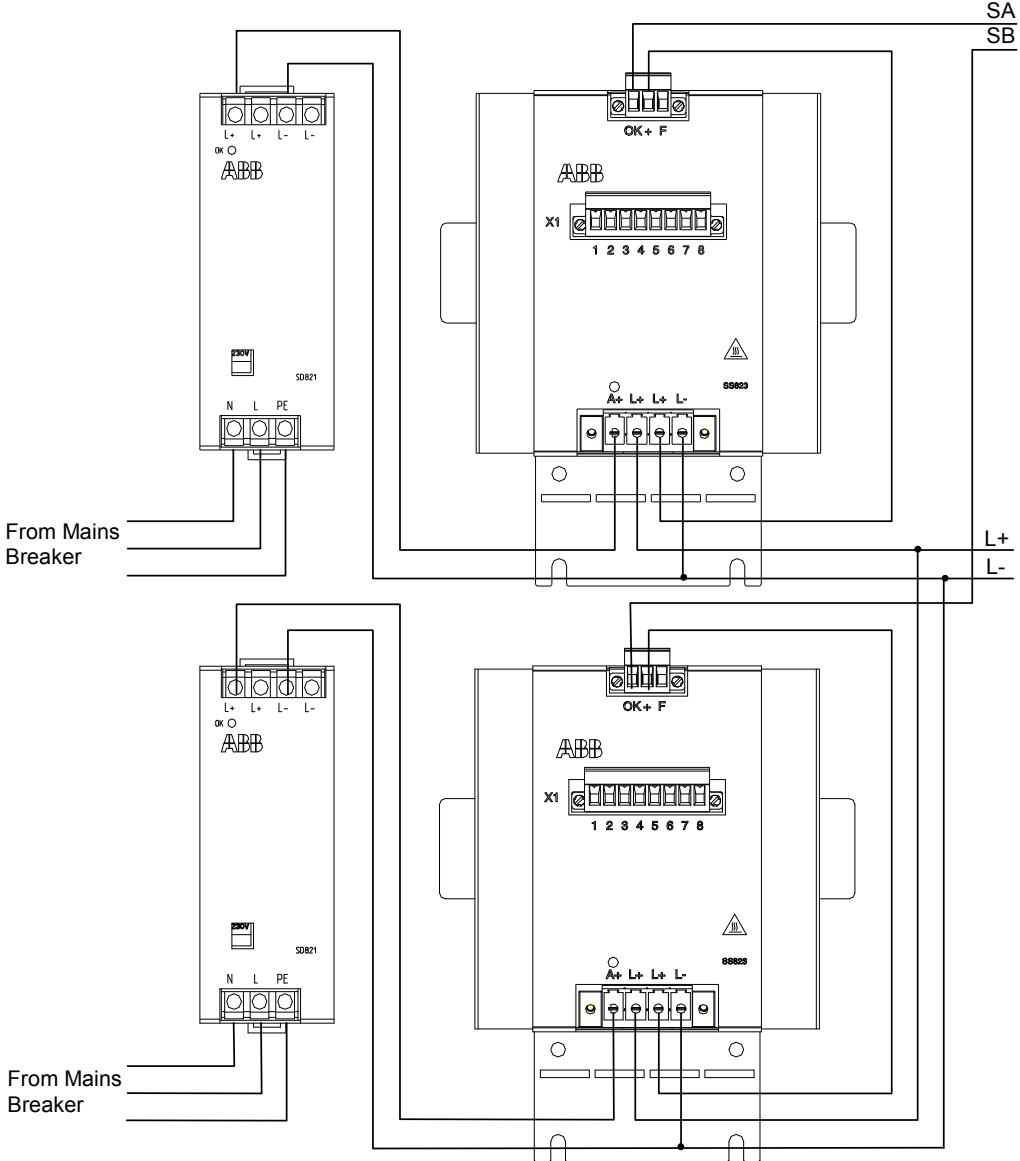 SA
SB
L+ L+ L- L-
OK
ABB
OK+ F
ABB
X1
1 2 3 4 5 6 7 8
230V
SD821
SS823
N L PE
A+ L+ L+ L-
From Mains
Breaker
L+
L-
L+ L+ L- L-
OK
ABB
OK+ F
ABB
X1
1 2 3 4 5 6 7 8
230V
SD821
SS823
N L PE
A+ L+ L+ L-
From Mains
Breaker